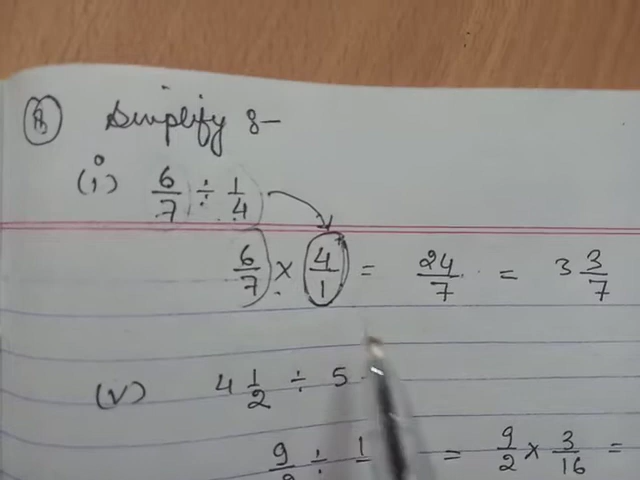 (A) Simplify :-
(i) 6/7 ÷ 1/4
6/7 × 4/1 = 24/7 = 3 3/7
(v) 4 1/2 ÷ 5
9/2 ÷ 1 = 9/2 × 3/16 =